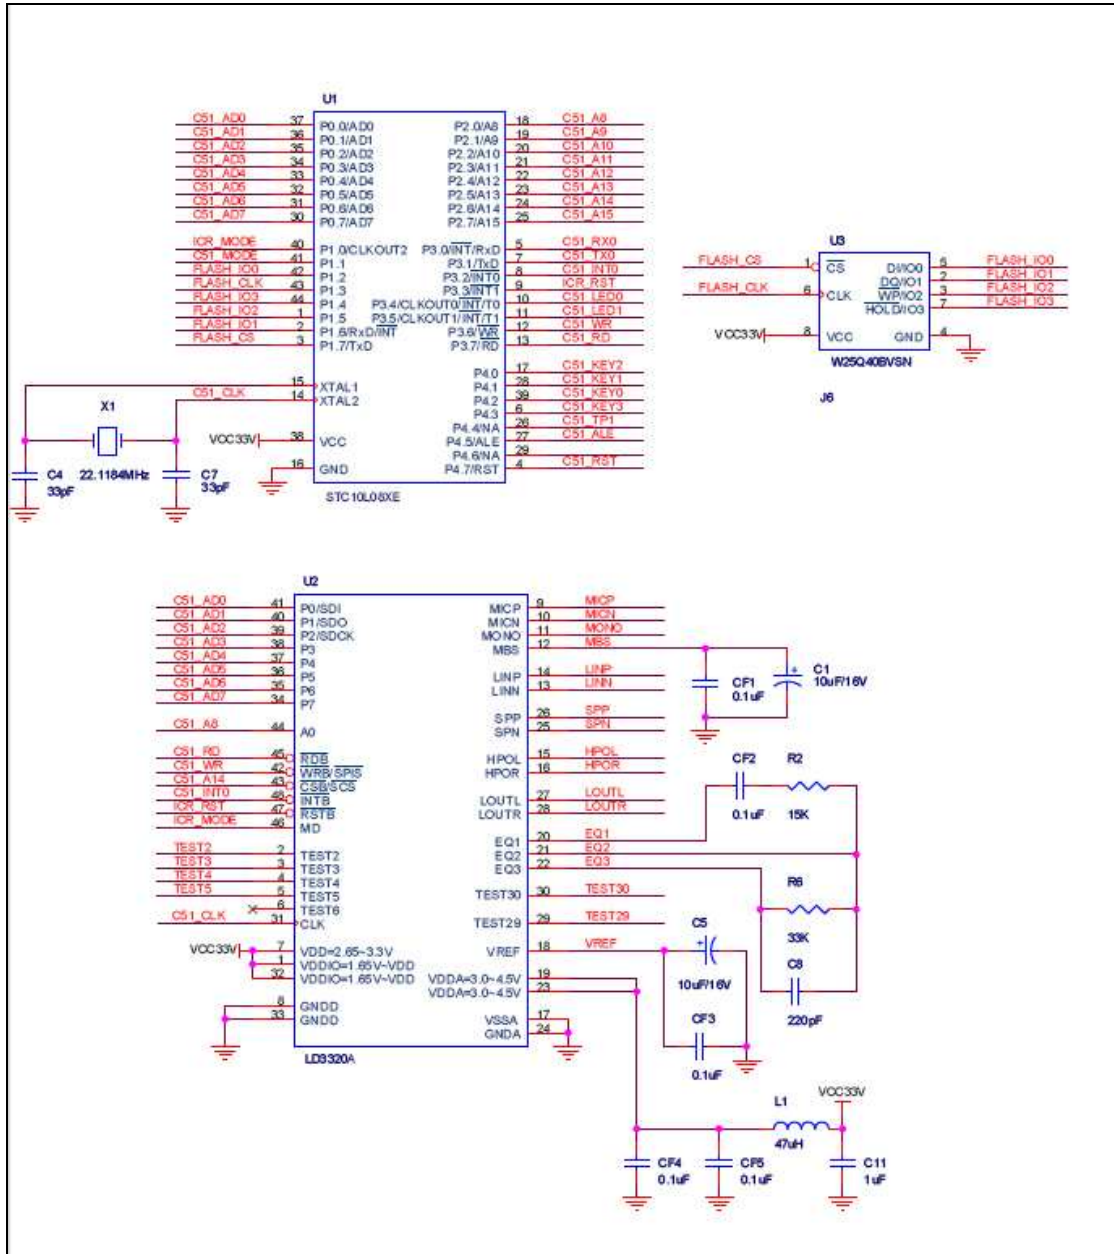 U1
C51_AD0 37 P0.0/AD0 P2.0/A8 18 C51_A8
C51_AD1 36 P0.1/AD1 P2.1/A9 19 C51_A9
C51_AD2 35 P0.2/AD2 P2.2/A10 20 C51_A10
C51_AD3 34 P0.3/AD3 P2.3/A11 21 C51_A11
C51_AD4 33 P0.4/AD4 P2.4/A12 22 C51_A12
C51_AD5 32 P0.5/AD5 P2.5/A13 23 C51_A13
C51_AD6 31 P0.6/AD6 P2.6/A14 24 C51_A14
C51_AD7 30 P0.7/AD7 P2.7/A15 25 C51_A15
ICR_MODE 40 P1.0/CLKOUT2 P3.0/INT/RxD 5 C51_RX0
C51_MODE 41 P1.1 P3.1/TxD 7 C51_TX0
FLASH_IO0 42 P1.2 P3.2/INT0 8 C51_INT0
FLASH_CLK 43 P1.3 P3.3/INT1 9 ICR_RST
FLASH_IO3 44 P1.4 P3.4/CLKOUT0/INT/T0 10 C51_LED0
FLASH_IO2 1 P1.5 P3.5/CLKOUT1/INT/T1 11 C51_LED1
FLASH_IO1 2 P1.6/RxD/INT P3.6/WR 12 C51_WR
FLASH_CS 3 P1.7/TxD P3.7/RD 13 C51_RD
P4.0 17 C51_KEY2
15 XTAL1 P4.1 28 C51_KEY1
C51_CLK 14 XTAL2 P4.2 39 C51_KEY0
P4.3 6 C51_KEY3
P4.4/NA 26 C51_TP1
VCC33V 38 VCC P4.5/ALE 27 C51_ALE
P4.6/NA 29
16 GND P4.7/RST 4 C51_RST
STC10L08XE
X1
22.1184MHz
C4
33pF
C7
33pF
U3
FLASH_CS 1 CS DI/IO0 5 FLASH_IO0
DO/IO1 2 FLASH_IO1
FLASH_CLK 6 CLK WP/IO2 3 FLASH_IO2
HOLD/IO3 7 FLASH_IO3
VCC33V 8 VCC GND 4
W25Q40BVSN
J6
U2
C51_AD0 41 P0/SDI MICP 9 MICP
C51_AD1 40 P1/SDO MICN 10 MICN
C51_AD2 39 P2/SDCK MONO 11 MONO
C51_AD3 38 P3 MBS 12 MBS
C51_AD4 37 P4
C51_AD5 36 P5 LINP 14 LINP
C51_AD6 35 P6 LINN 13 LINN
C51_AD7 34 P7
SPP 26 SPP
C51_A8 44 A0 SPN 25 SPN
C51_RD 45 RDB HPOL 15 HPOL
C51_WR 42 WRB/SPIS HPOR 16 HPOR
C51_A14 43 CSB/SCS
C51_INT0 48 INTB LOUTL 27 LOUTL
ICR_RST 47 RSTB LOUTR 28 LOUTR
ICR_MODE 46 MD
EQ1 20 EQ1
TEST2 2 TEST2 EQ2 21 EQ2
TEST3 3 TEST3 EQ3 22 EQ3
TEST4 4 TEST4
TEST5 5 TEST5 TEST30 30 TEST30
6 TEST6
C51_CLK 31 CLK TEST29 29 TEST29
VCC33V 7 VDD=2.65~3.3V VREF 18 VREF
1 VDDIO=1.65V~VDD
32 VDDIO=1.65V~VDD VDDA=3.0~4.5V 19
VDDA=3.0~4.5V 23
8 GNDD
33 GNDD VSSA 17
GNDA 24
LD3320A
CF1
0.1uF
+
C1
10uF/16V
CF2
0.1uF
R2
15K
R6
33K
C8
220pF
+
C5
10uF/16V
CF3
0.1uF
VCC33V
L1
47uH
CF4
0.1uF
CF5
0.1uF
C11
1uF